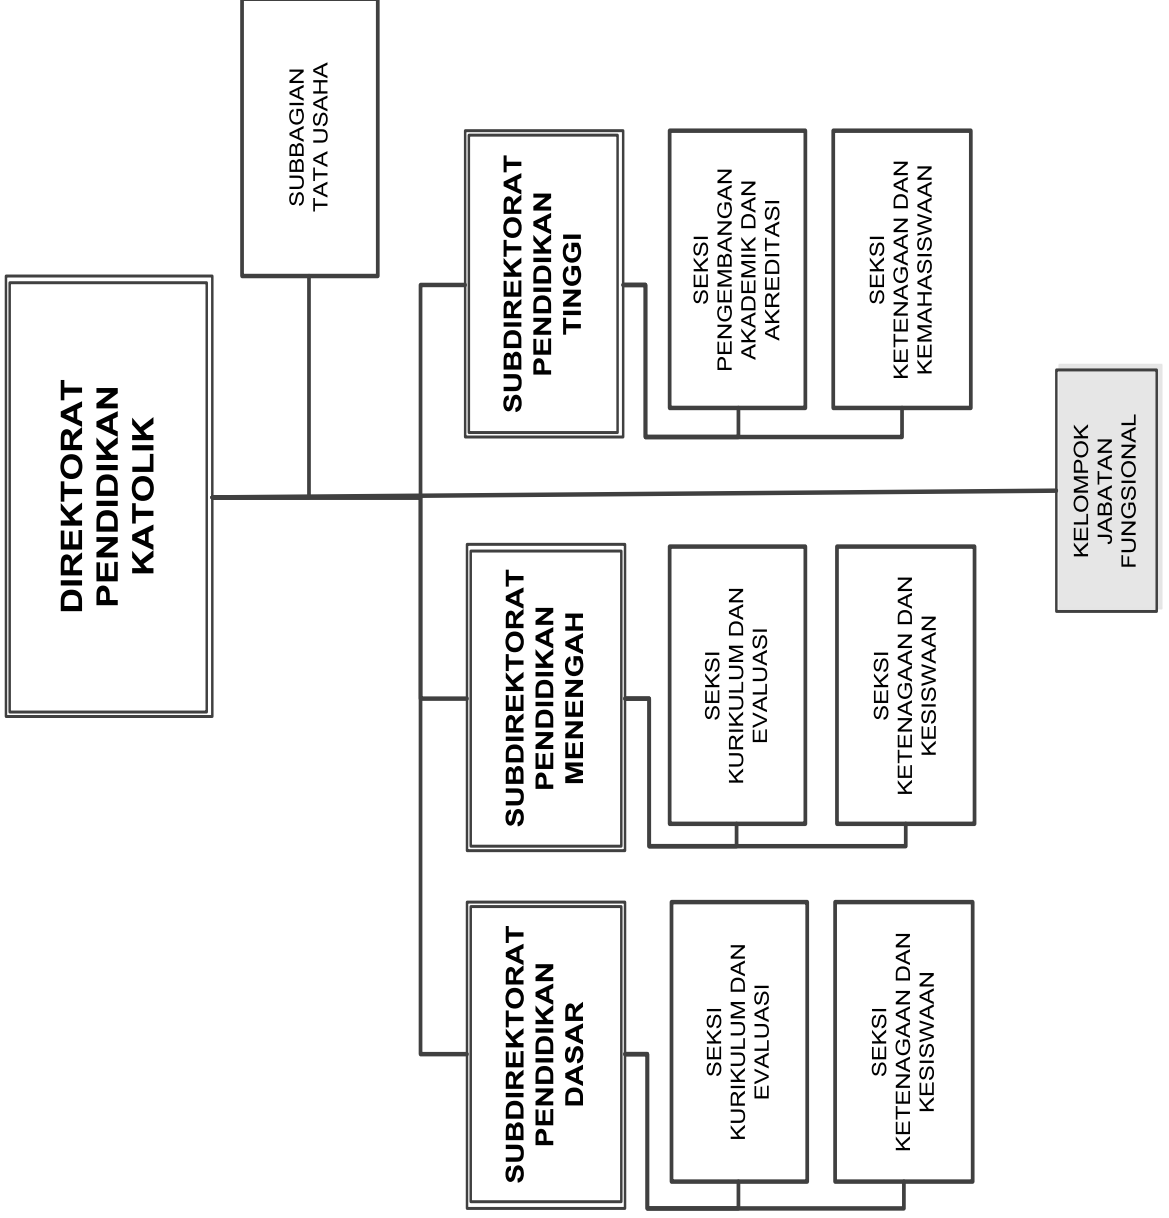 DIREKTORAT
PENDIDIKAN
KATOLIK
SUBBAGIAN
TATA USAHA
SUBDIREKTORAT
PENDIDIKAN
DASAR
SUBDIREKTORAT
PENDIDIKAN
MENENGAH
SUBDIREKTORAT
PENDIDIKAN
TINGGI
SEKSI
KURIKULUM DAN
EVALUASI
SEKSI
KURIKULUM DAN
EVALUASI
SEKSI
PENGEMBANGAN
AKADEMIK DAN
AKREDITASI
SEKSI
KETENAGAAN DAN
KESISWAAN
SEKSI
KETENAGAAN DAN
KESISWAAN
SEKSI
KETENAGAAN DAN
KEMAHASISWAAN
KELOMPOK
JABATAN
FUNGSIONAL